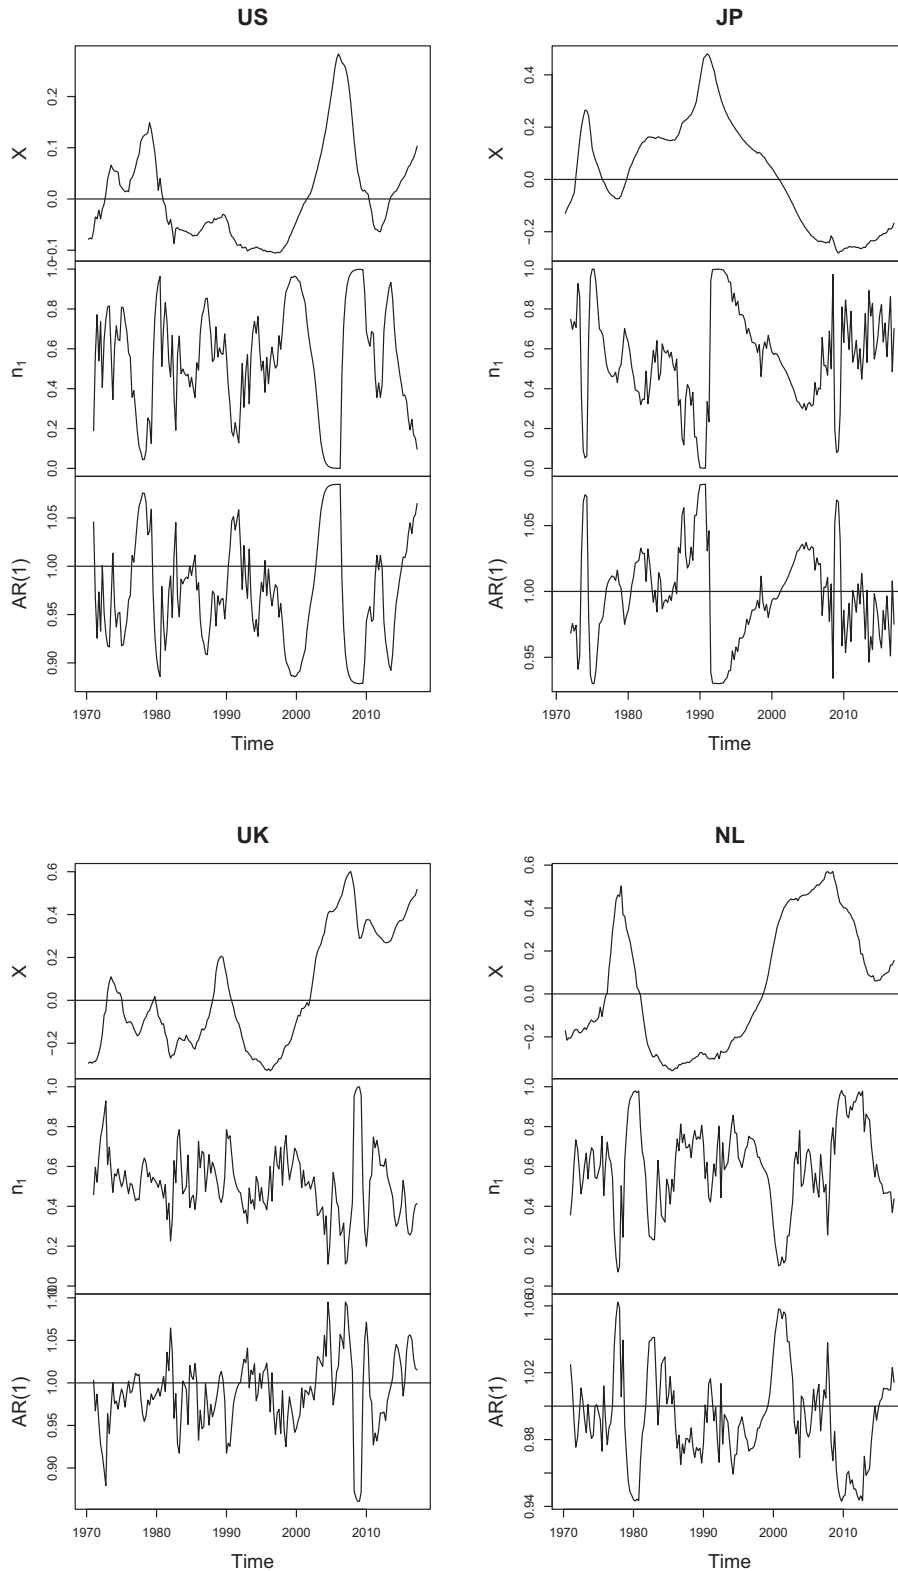 US
X
−0.1 0.0 0.1 0.2
n1
0.0 0.2 0.4 0.6 0.8 1.0
AR(1)
0.90 0.95 1.00 1.05
1970 1980 1990 2000 2010
Time
JP
X
−0.2 0.0 0.2 0.4
n1
0.0 0.2 0.4 0.6 0.8 1.0
AR(1)
0.95 1.00 1.05
1970 1980 1990 2000 2010
Time
UK
X
−0.2 0.0 0.2 0.4 0.6
n1
0.0 0.2 0.4 0.6 0.8 1.0
AR(1)
0.90 0.95 1.00 1.05 1.10
1970 1980 1990 2000 2010
Time
NL
X
−0.2 0.0 0.2 0.4 0.6
n1
0.0 0.2 0.4 0.6 0.8 1.0
AR(1)
0.94 0.98 1.02 1.06
1970 1980 1990 2000 2010
Time